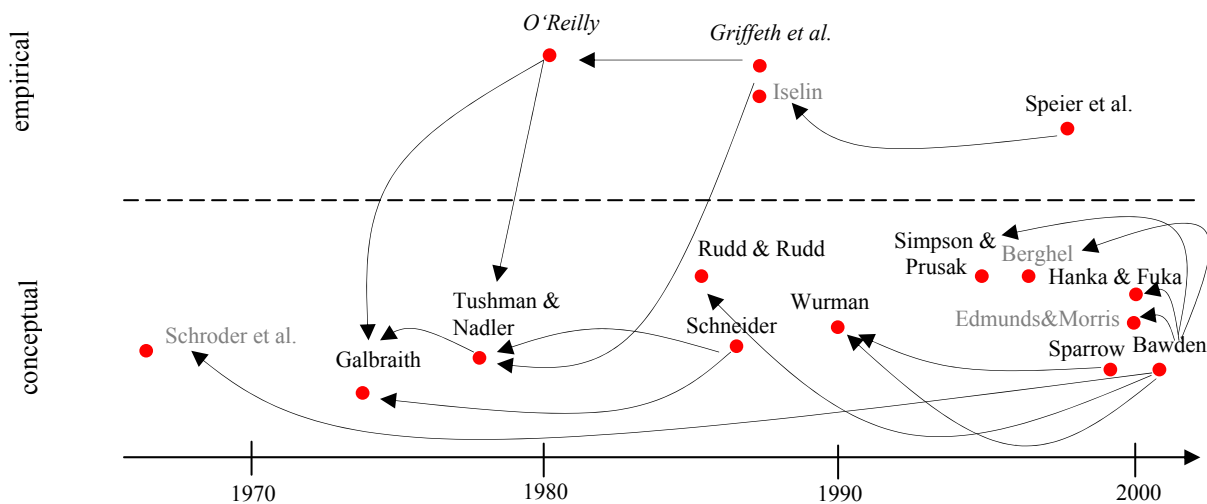 O‘Reilly
Griffeth et al.
Iselin
Speier et al.
empirical
Rudd & Rudd
Simpson &
Prusak
Berghel
Hanka & Fuka
Tushman &
Nadler
Wurman
Edmunds&Morris
Schroder et al.
Galbraith
Schneider
Sparrow
Bawden
conceptual
1970
1980
1990
2000